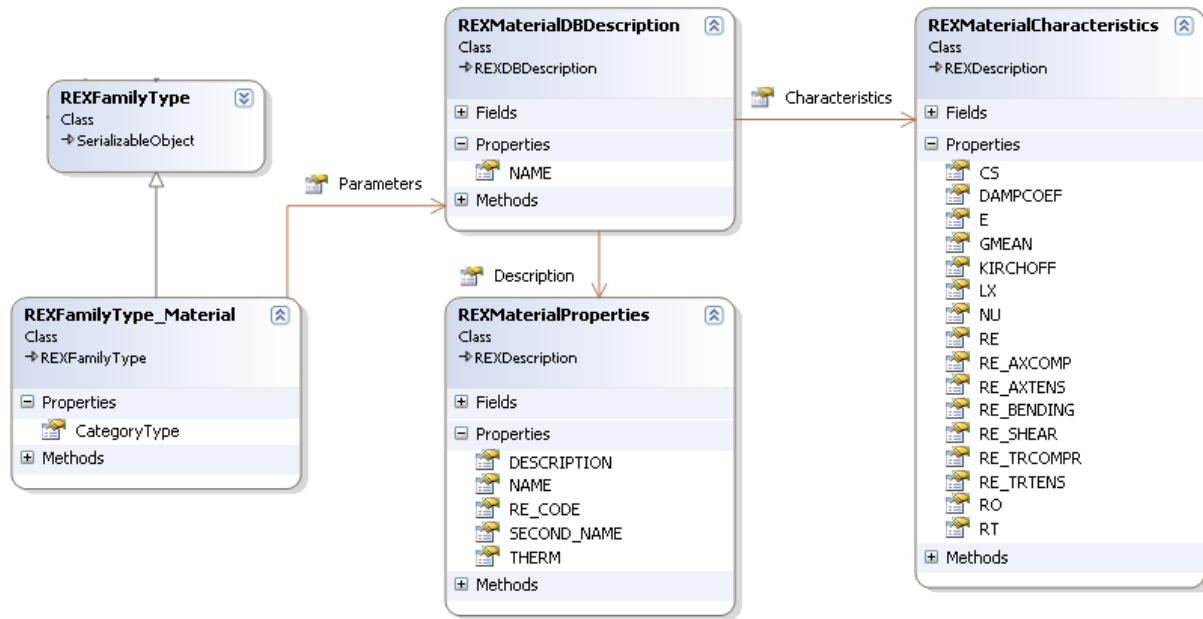 REXFamilyType
Class
SerializableObject
Parameters
REXFamilyType_Material
Class
REXFamilyType
Properties
CategoryType
Methods
REXMaterialDBDescription
Class
REXDBDescription
Fields
Properties
NAME
Methods
Characteristics
Description
REXMaterialProperties
Class
REXDescription
Fields
Properties
DESCRIPTION
NAME
RE_CODE
SECOND_NAME
THERM
Methods
REXMaterialCharacteristics
Class
REXDescription
Fields
Properties
CS
DAMPCOEF
E
GMEAN
KIRCHOFF
LX
NU
RE
RE_AXCOMP
RE_AXTENS
RE_BENDING
RE_SHEAR
RE_TRCOMPR
RE_TRTENS
RO
RT
Methods